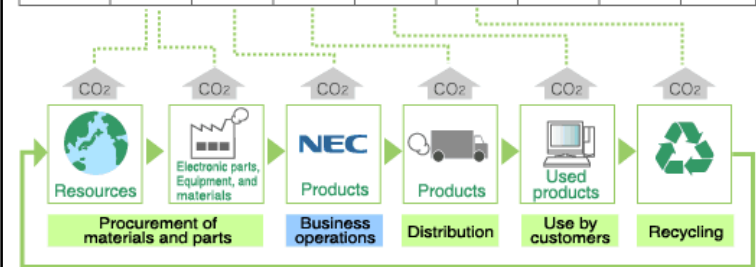 CO2 CO2 CO2 CO2 CO2 CO2
Resources
Electronic parts,
Equipment, and
materials
NEC
Products
Products
Used
products
Procurement of
materials and parts
Business
operations
Distribution
Use by
customers
Recycling